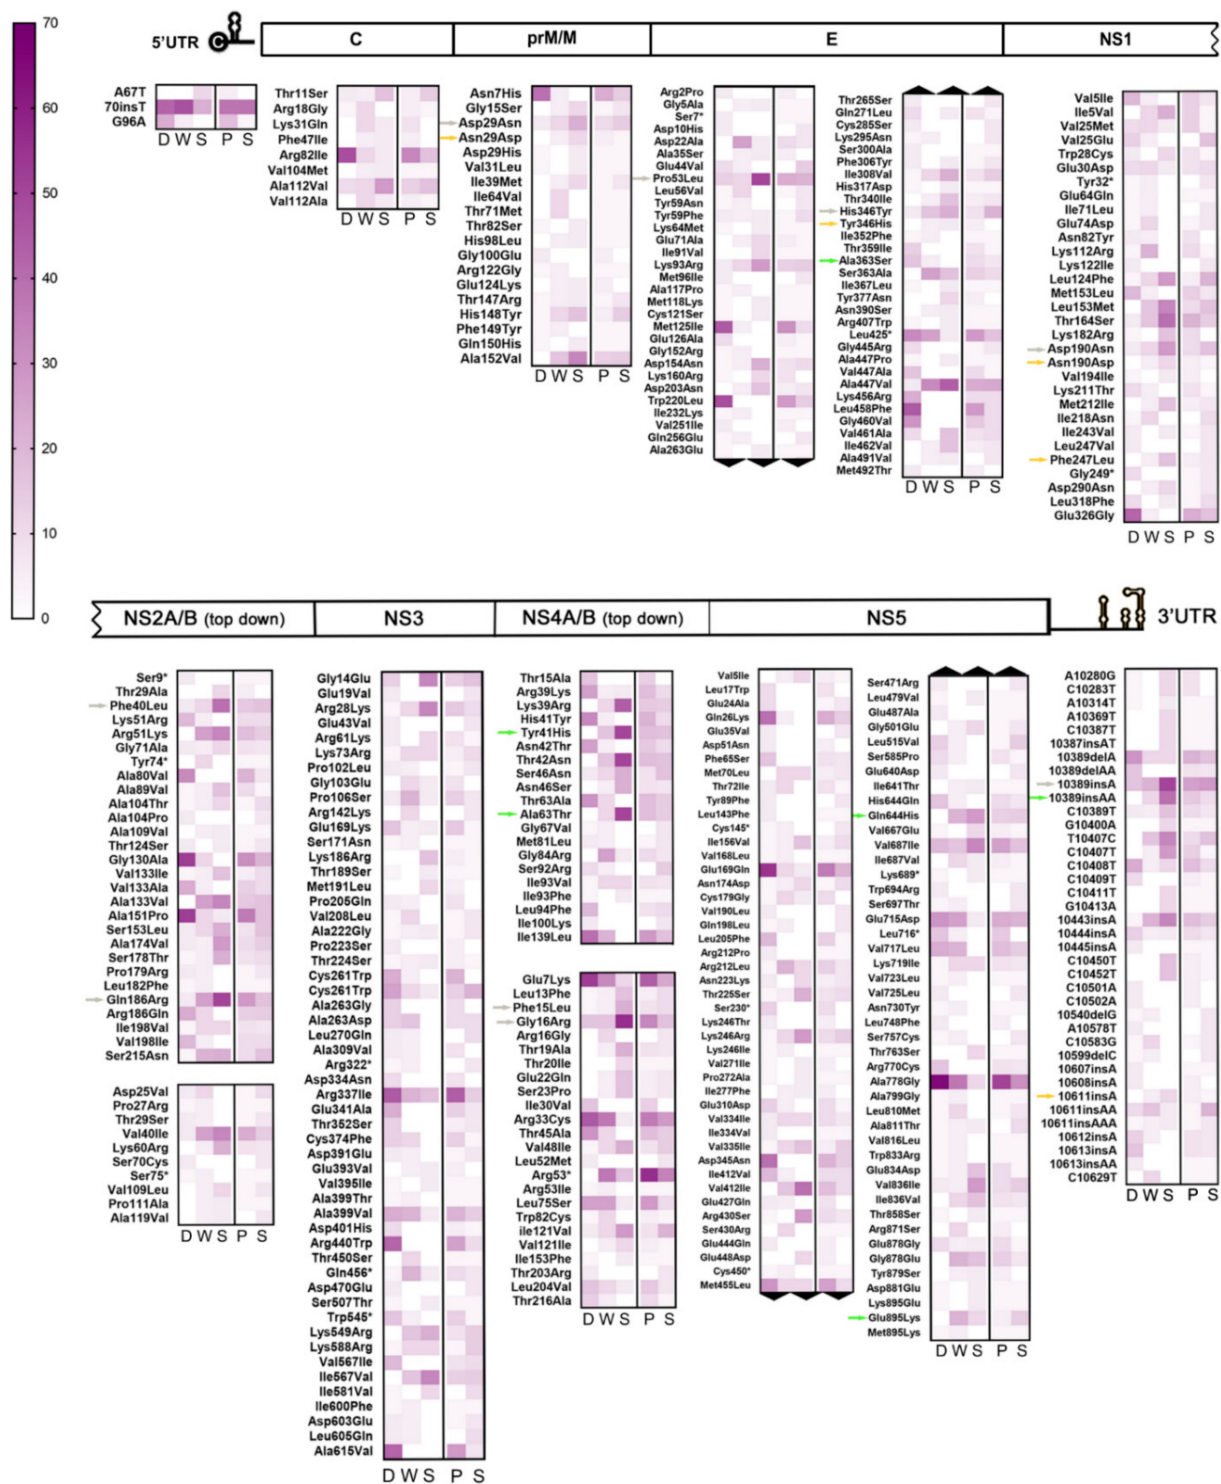 70
60
50
40
30
20
10
0
5'UTR C C prM/M E NS1
A67T
70insT
G96A
D W S P S
Thr11Ser
Arg18Gly
Lys31Gln
Phe47Ile
Arg82Ile
Val104Met
Ala112Val
Val112Ala
D W S P S
Asn7His
Gly15Ser
Asp29Asn
Asn29Asp
Asp29His
Val31Leu
Ile39Met
Ile64Val
Thr71Met
Thr82Ser
His98Leu
Gly100Glu
Arg122Gly
Glu124Lys
Thr147Arg
His148Tyr
Phe149Tyr
Gln150His
Ala152Val
D W S P S
Arg2Pro
Gly5Ala
Ser7*
Asp10His
Asp22Ala
Ala35Ser
Glu44Val
Pro53Leu
Leu56Val
Tyr59Asn
Tyr59Phe
Lys64Met
Glu71Ala
Ile91Val
Lys93Arg
Met96Ile
Ala117Pro
Met118Lys
Cys121Ser
Met125Ile
Glu126Ala
Gly152Arg
Asp154Asn
Lys160Arg
Asp203Asn
Trp220Leu
Ile232Lys
Val251Ile
Gln256Glu
Ala263Glu
Thr265Ser
Gln271Leu
Cys285Ser
Lys295Asn
Ser300Ala
Phe306Tyr
Ile308Val
His317Asp
Thr340Ile
His346Tyr
Tyr346His
Ile352Phe
Thr359Ile
Ala363Ser
Ser363Ala
Ile367Leu
Tyr377Asn
Asn390Ser
Arg407Trp
Leu425*
Gly445Arg
Ala447Pro
Val447Ala
Ala447Val
Lys456Arg
Leu458Phe
Gly460Val
Val461Ala
Ile462Val
Ala491Val
Met492Thr
D W S P S
Val5Ile
Ile5Val
Val25Met
Val25Glu
Trp28Cys
Glu30Asp
Tyr32*
Glu64Gln
Ile71Leu
Glu74Asp
Asn82Tyr
Lys112Arg
Lys122Ile
Leu124Phe
Met153Leu
Leu153Met
Thr164Ser
Lys182Arg
Asp190Asn
Asn190Asp
Val194Ile
Lys211Thr
Met212Ile
Ile218Asn
Ile243Val
Leu247Val
Phe247Leu
Gly249*
Asp290Asn
Leu318Phe
Glu326Gly
D W S P S
NS2A/B (top down) NS3 NS4A/B (top down) NS5 3'UTR
Ser9*
Thr29Ala
Phe40Leu
Lys51Arg
Arg51Lys
Gly71Ala
Tyr74*
Ala80Val
Ala89Val
Ala104Thr
Ala104Pro
Ala109Val
Thr124Ser
Gly130Ala
Val133Ile
Val133Ala
Ala133Val
Ala151Pro
Ser153Leu
Ala174Val
Ser178Thr
Pro179Arg
Leu182Phe
Gln186Arg
Arg186Gln
Ile198Val
Val198Ile
Ser215Asn
Asp25Val
Pro27Arg
Thr29Ser
Val40Ile
Lys60Arg
Ser70Cys
Ser75*
Val109Leu
Pro111Ala
Ala119Val
D W S P S
Gly14Glu
Glu19Val
Arg28Lys
Glu43Val
Arg61Lys
Lys73Arg
Pro102Leu
Gly103Glu
Pro106Ser
Arg142Lys
Glu169Lys
Ser171Asn
Lys186Arg
Thr189Ser
Met191Leu
Pro205Gln
Val208Leu
Ala222Gly
Pro223Ser
Thr224Ser
Cys261Trp
Cys261Trp
Ala263Gly
Ala263Asp
Leu270Gln
Ala309Val
Arg322*
Asp334Asn
Arg337Ile
Glu341Ala
Thr352Ser
Cys374Phe
Asp391Glu
Glu393Val
Val395Ile
Ala399Thr
Ala399Val
Asp401His
Arg440Trp
Thr450Ser
Gln456*
Asp470Glu
Ser507Thr
Trp545*
Lys549Arg
Lys588Arg
Val567Ile
Ile567Val
Ile581Val
Ile600Phe
Asp603Glu
Leu605Gln
Ala615Val
D W S P S
Thr15Ala
Arg39Lys
Lys39Arg
His41Tyr
Tyr41His
Asn42Thr
Thr42Asn
Ser46Asn
Asn46Ser
Thr63Ala
Ala63Thr
Gly67Val
Met81Leu
Gly84Arg
Ser92Arg
Ile93Val
Ile93Phe
Leu94Phe
Ile100Lys
Ile139Leu
Glu7Lys
Leu13Phe
Phe15Leu
Gly16Arg
Arg16Gly
Thr19Ala
Thr20Ile
Glu22Gln
Ser23Pro
Ile30Val
Arg33Cys
Thr45Ala
Val48Ile
Leu52Met
Arg53*
Arg53Ile
Leu75Ser
Trp82Cys
ile121Val
Val121Ile
Ile153Phe
Thr203Arg
Leu204Val
Thr216Ala
D W S P S
Val5Ile
Leu17Trp
Glu24Ala
Gln26Lys
Glu35Val
Asp51Asn
Phe65Ser
Met70Leu
Thr72Ile
Tyr89Phe
Leu143Phe
Cys145*
Ile156Val
Val168Leu
Glu169Gln
Asn174Asp
Cys179Gly
Val190Leu
Gln198Leu
Leu205Phe
Arg212Pro
Arg212Leu
Asn223Lys
Thr225Ser
Ser230*
Lys246Thr
Lys246Arg
Lys246Ile
Val271Ile
Pro272Ala
Ile277Phe
Glu310Asp
Val334Ile
Ile334Val
Val335Ile
Asp345Asn
Ile412Val
Val412Ile
Glu427Gln
Arg430Ser
Ser430Arg
Glu444Gln
Glu448Asp
Cys450*
Met455Leu
Ser471Arg
Leu479Val
Glu487Ala
Gly501Glu
Leu515Val
Ser585Pro
Glu640Asp
Ile641Thr
His644Gln
Gln644His
Val667Glu
Val687Ile
Ile687Val
Lys689*
Trp694Arg
Ser697Thr
Glu715Asp
Leu716*
Val717Leu
Lys719Ile
Val723Leu
Val725Leu
Asn730Tyr
Leu748Phe
Ser757Cys
Thr763Ser
Arg770Cys
Ala778Gly
Ala799Gly
Leu810Met
Ala811Thr
Val816Leu
Trp833Arg
Glu834Asp
Val836Ile
Ile836Val
Thr858Ser
Arg871Ser
Glu878Gly
Gly878Glu
Tyr879Ser
Asp881Glu
Lys895Glu
Glu895Lys
Met895Lys
D W S P S
A10280G
C10283T
A10314T
A10369T
C10387T
10387insAT
10389delA
10389delAA
10389insA
10389insAA
C10389T
G10400A
T10407C
C10407T
C10408T
C10409T
C10411T
G10413A
10443insA
10444insA
10445insA
C10450T
C10452T
C10501A
C10502A
10540delG
A10578T
C10583G
10599delC
10607insA
10608insA
10611insA
10611insAA
10611insAAA
10612insA
10613insA
10613insAA
C10629T
D W S P S